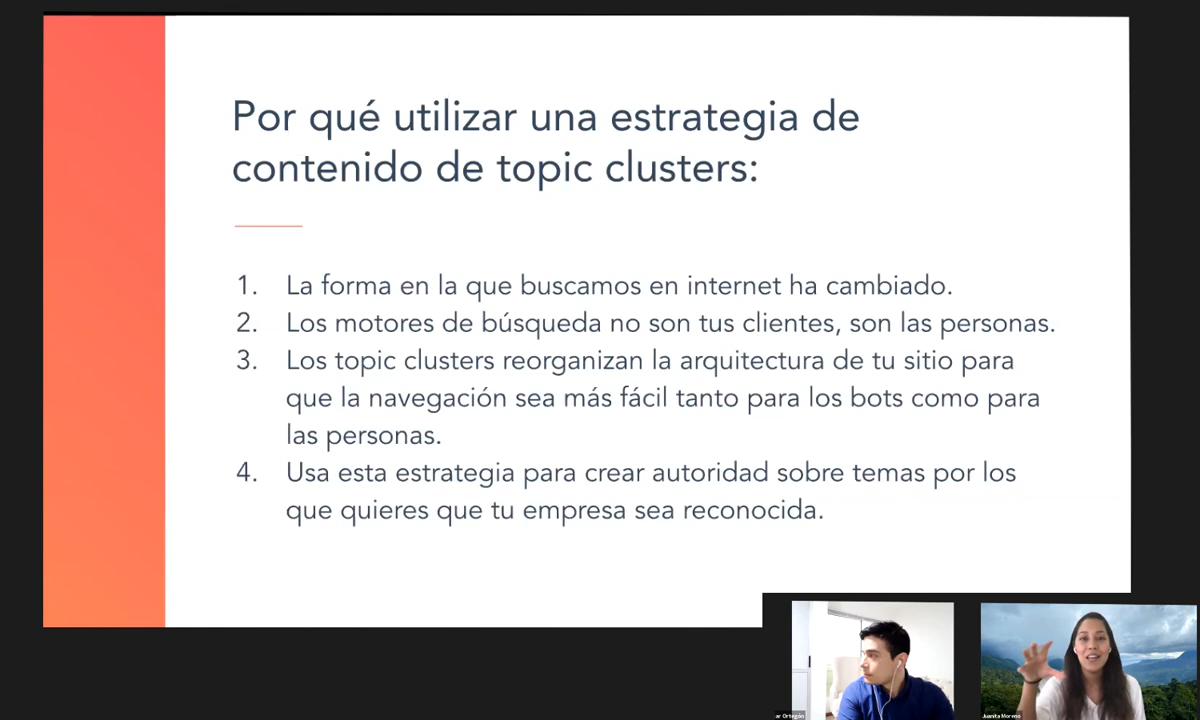 Por qué utilizar una estrategia de
contenido de topic clusters:
1. La forma en la que buscamos en internet ha cambiado.
2. Los motores de búsqueda no son tus clientes, son las personas.
3. Los topic clusters reorganizan la arquitectura de tu sitio para
que la navegación sea más fácil tanto para los bots como para
las personas.
4. Usa esta estrategia para crear autoridad sobre temas por los
que quieres que tu empresa sea reconocida.
ar Ortegón
Juanita Moreno